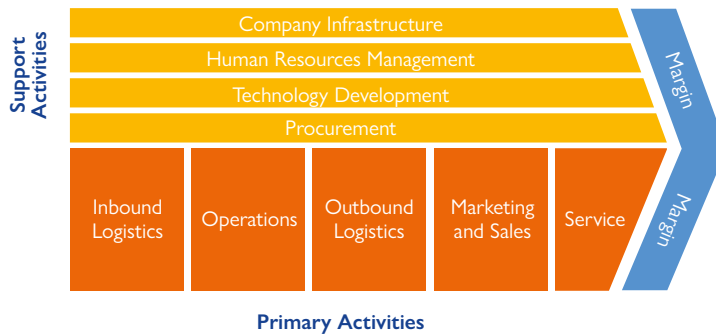 Support
Activities
Company Infrastructure
Human Resources Management
Technology Development
Procurement
Margin
Inbound
Logistics
Operations
Outbound
Logistics
Marketing
and Sales
Service
Margin
Primary Activities